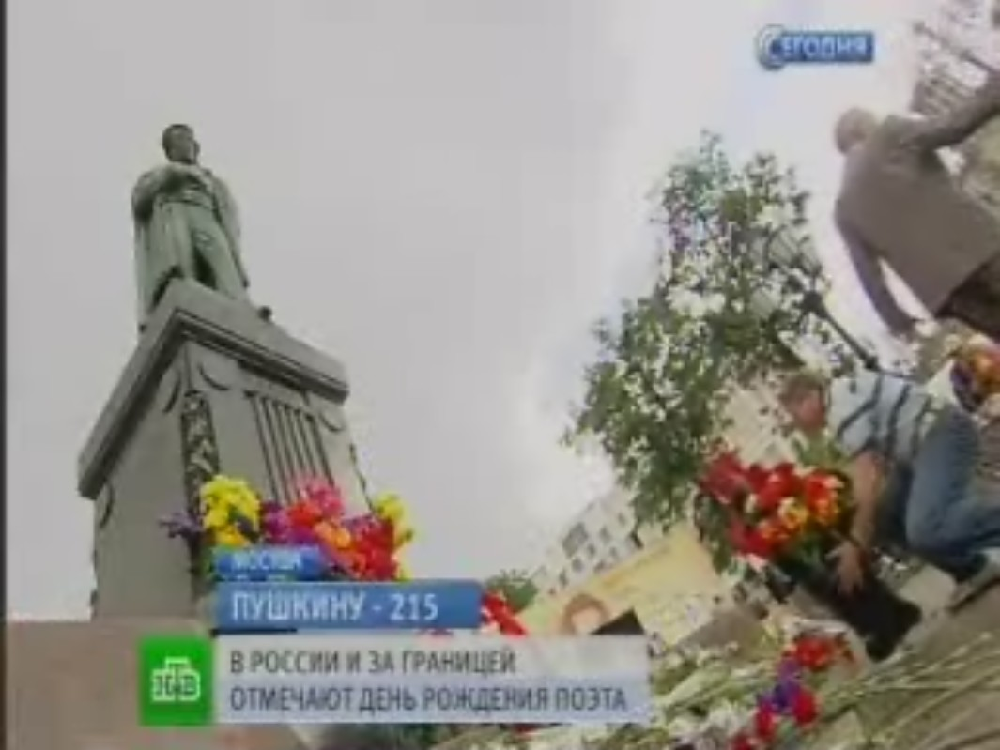 СЕГОДНЯ
МОСКВА
ПУШКИНУ - 215
НТВ
В РОССИИ И ЗА ГРАНИЦЕЙ
ОТМЕЧАЮТ ДЕНЬ РОЖДЕНИЯ ПОЭТА